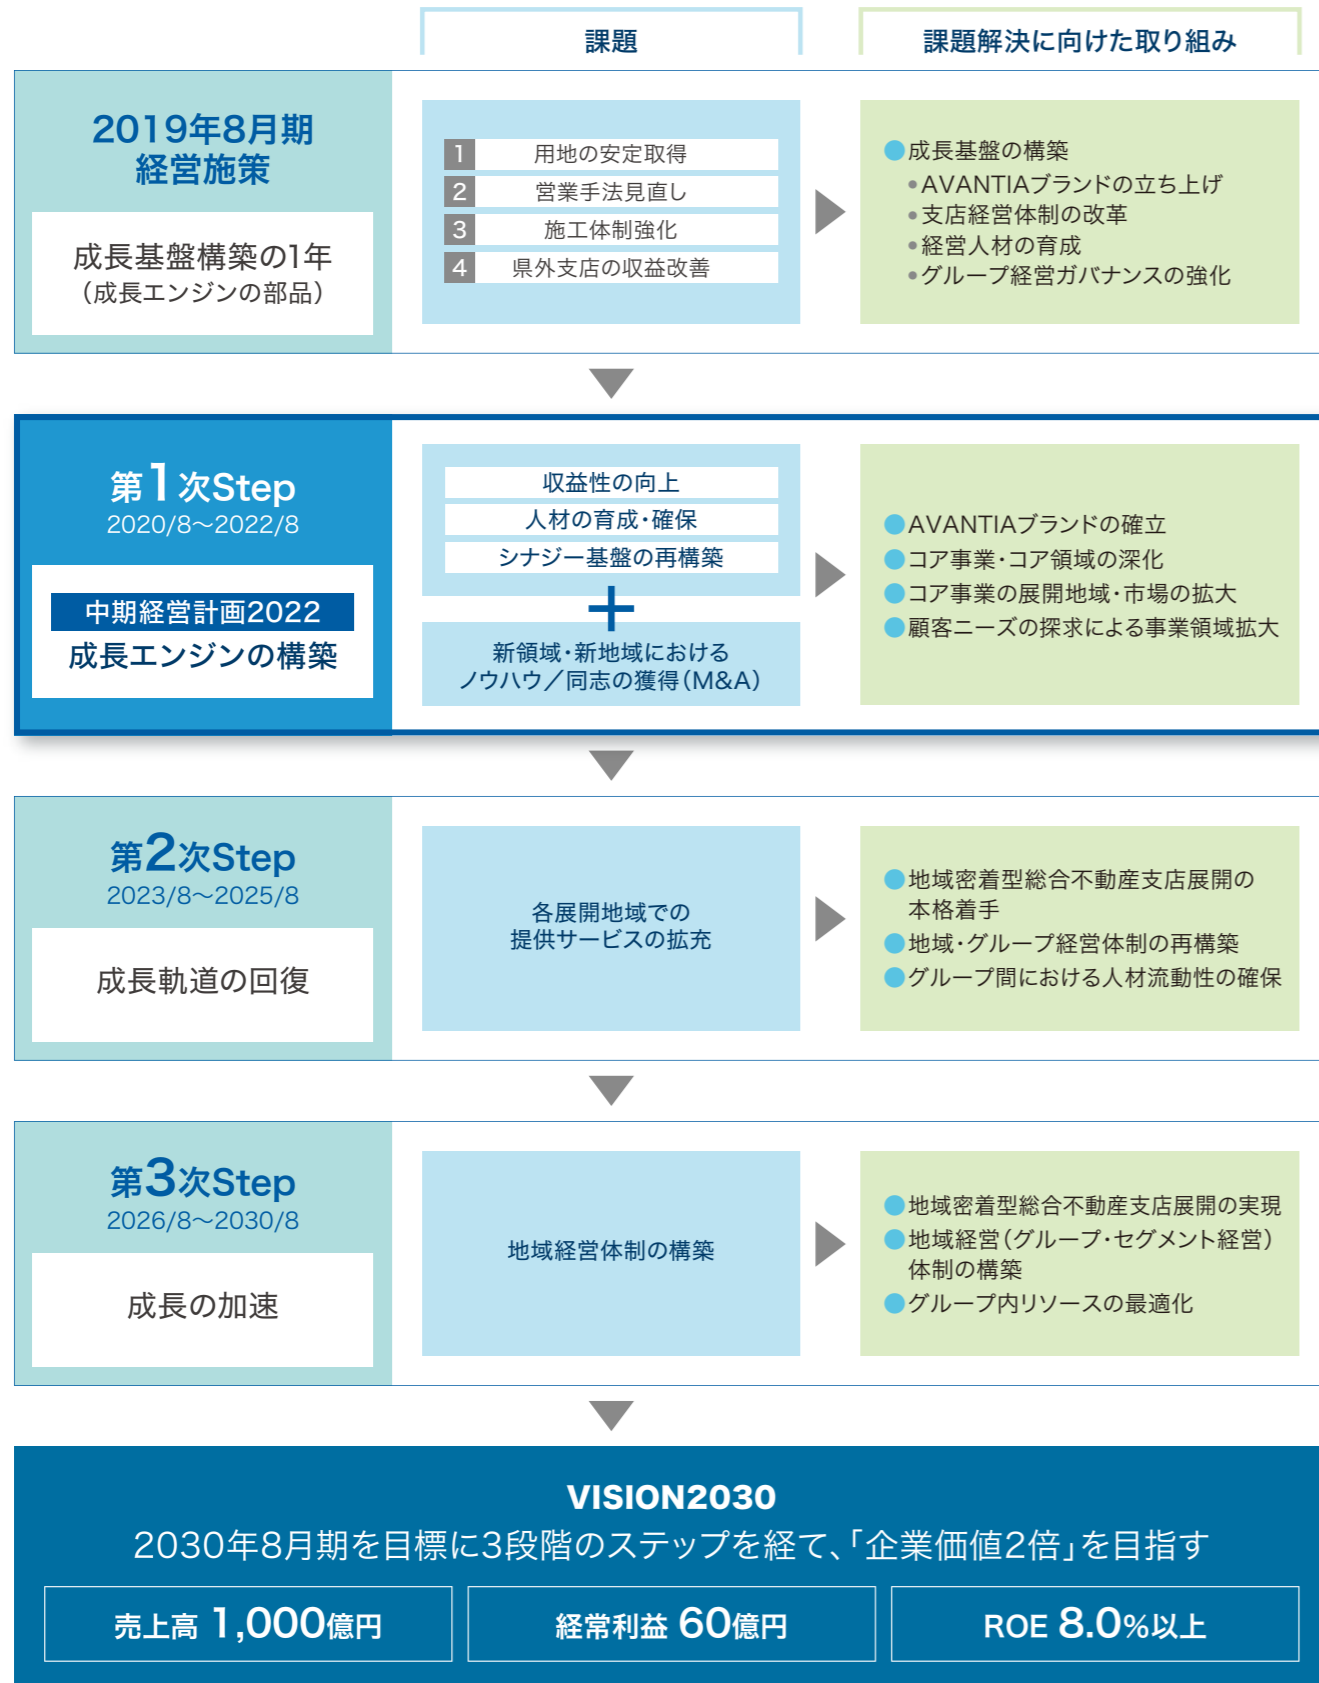 課題
課題解決に向けた取り組み
2019年8月期
経営施策
成長基盤構築の1年
（成長エンジンの部品）
1 用地の安定取得
2 営業手法見直し
3 施工体制強化
4 県外支店の収益改善
●成長基盤の構築
•AVANTIAブランドの立ち上げ
•支店経営体制の改革
•経営人材の育成
•グループ経営ガバナンスの強化
第1次Step
2020/8～2022/8
中期経営計画2022
成長エンジンの構築
収益性の向上
人材の育成・確保
シナジー基盤の再構築
+
新領域・新地域における
ノウハウ／同志の獲得（M&A）
●AVANTIAブランドの確立
●コア事業・コア領域の深化
●コア事業の展開地域・市場の拡大
●顧客ニーズの探求による事業領域拡大
第2次Step
2023/8～2025/8
成長軌道の回復
各展開地域での
提供サービスの拡充
●地域密着型総合不動産支店展開の
本格着手
●地域・グループ経営体制の再構築
●グループ間における人材流動性の確保
第3次Step
2026/8～2030/8
成長の加速
地域経営体制の構築
●地域密着型総合不動産支店展開の実現
●地域経営（グループ・セグメント経営）
体制の構築
●グループ内リソースの最適化
VISION2030
2030年8月期を目標に3段階のステップを経て、「企業価値2倍」を目指す
売上高 1,000億円
経常利益 60億円
ROE 8.0%以上